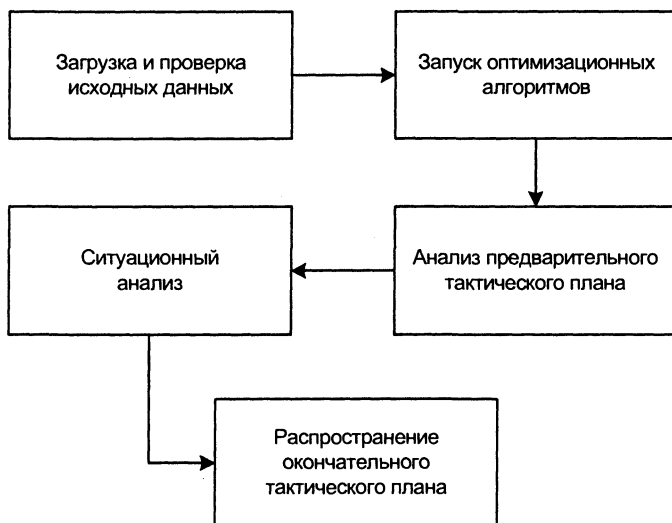 Загрузка и проверка
исходных данных
Запуск оптимизационных
алгоритмов
Анализ предварительного
тактического плана
Ситуационный
анализ
Распространение
окончательного
тактического плана